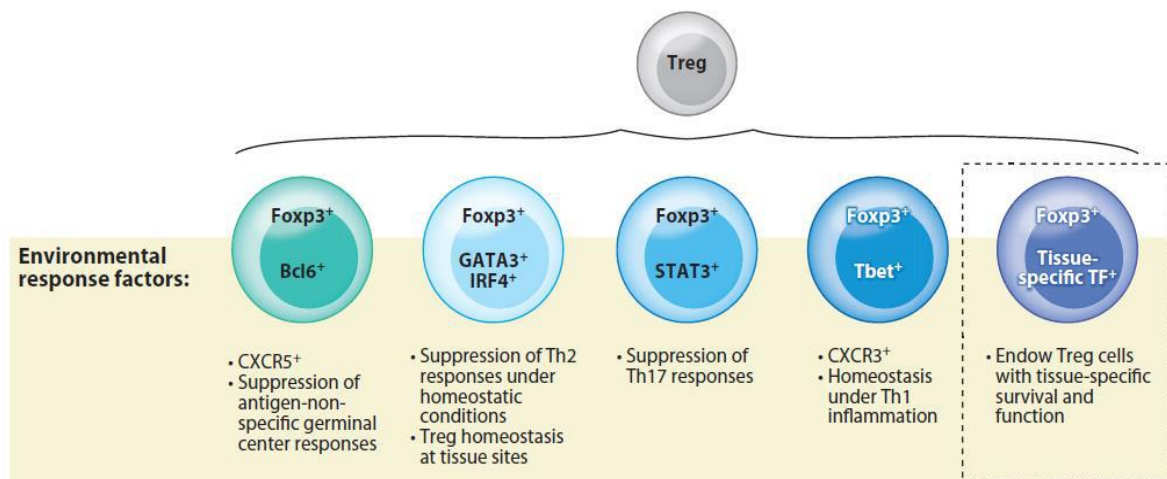 Treg
Foxp3⁺
Bcl6⁺
Foxp3⁺
GATA3⁺
IRF4⁺
Foxp3⁺
STAT3⁺
Foxp3⁺
Tbet⁺
Foxp3⁺
Tissue-
specific TF⁺
Environmental
response factors:
• CXCR5⁺
• Suppression of
antigen-non-
specific germinal
center responses
• Suppression of Th2
responses under
homeostatic
conditions
• Treg homeostasis
at tissue sites
• Suppression of
Th17 responses
• CXCR3⁺
• Homeostasis
under Th1
inflammation
• Endow Treg cells
with tissue-specific
survival and
function